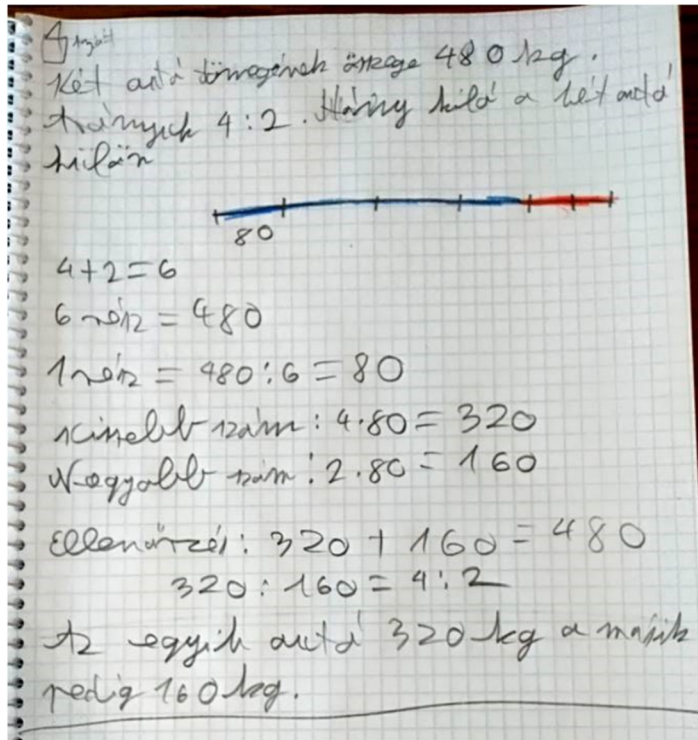 4
Két autó tömegének összege 480 kg.
Arányuk 4:2. Hány kiló a két autó
külön
80
4+2=6
6 rész = 480
1 rész = 480:6 = 80
Kissebb szám: 4·80 = 320
Nagyobb szám: 2·80 = 160
Ellenőrzés: 320 + 160 = 480
320:160 = 4:2
Az egyik autó 320 kg a másik
pedig 160 kg.